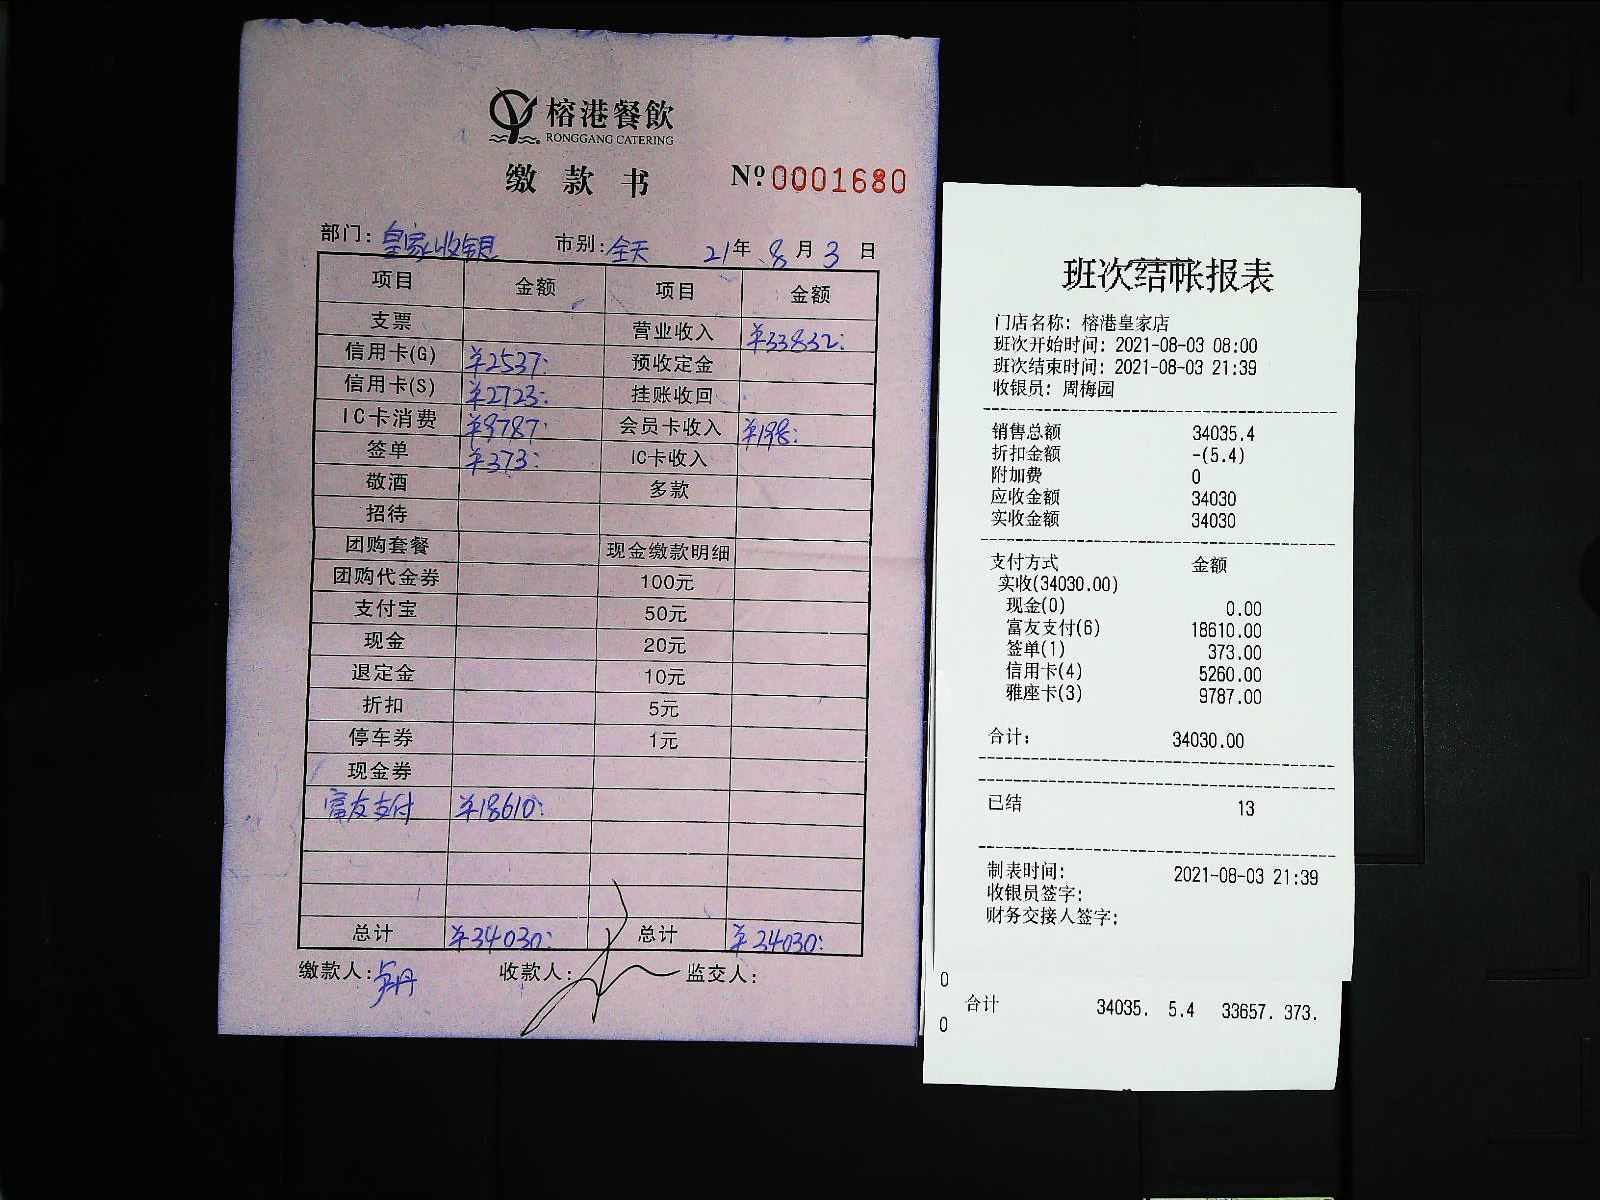 榕港餐飲
RONGGANG CATERING
缴款书
Nº0001680
部门：皇家收银 市别：全天 21年8月3日
项目 金额 项目 金额
支票 营业收入 ¥33832：
信用卡(G) ¥2537： 预收定金
信用卡(S) ¥2723： 挂账收回
IC卡消费 ¥9787： 会员卡收入 ¥198：
签单 ¥373： IC卡收入
敬酒 多款
招待
团购套餐 现金缴款明细
团购代金券 100元
支付宝 50元
现金 20元
退定金 10元
折扣 5元
停车券 1元
现金券
富友支付 ¥18610：
总计 ¥34030： 总计 ¥34030：
缴款人： 收款人： 监交人：
班次结帐报表
门店名称: 榕港皇家店
班次开始时间: 2021-08-03 08:00
班次结束时间: 2021-08-03 21:39
收银员: 周梅园
销售总额 34035.4
折扣金额 -(5.4)
附加费 0
应收金额 34030
实收金额 34030
支付方式 金额
实收(34030.00)
现金(0) 0.00
富友支付(6) 18610.00
签单(1) 373.00
信用卡(4) 5260.00
雅座卡(3) 9787.00
合计: 34030.00
已结 13
制表时间: 2021-08-03 21:39
收银员签字:
财务交接人签字:
0
合计 34035. 5.4 33657. 373.
0